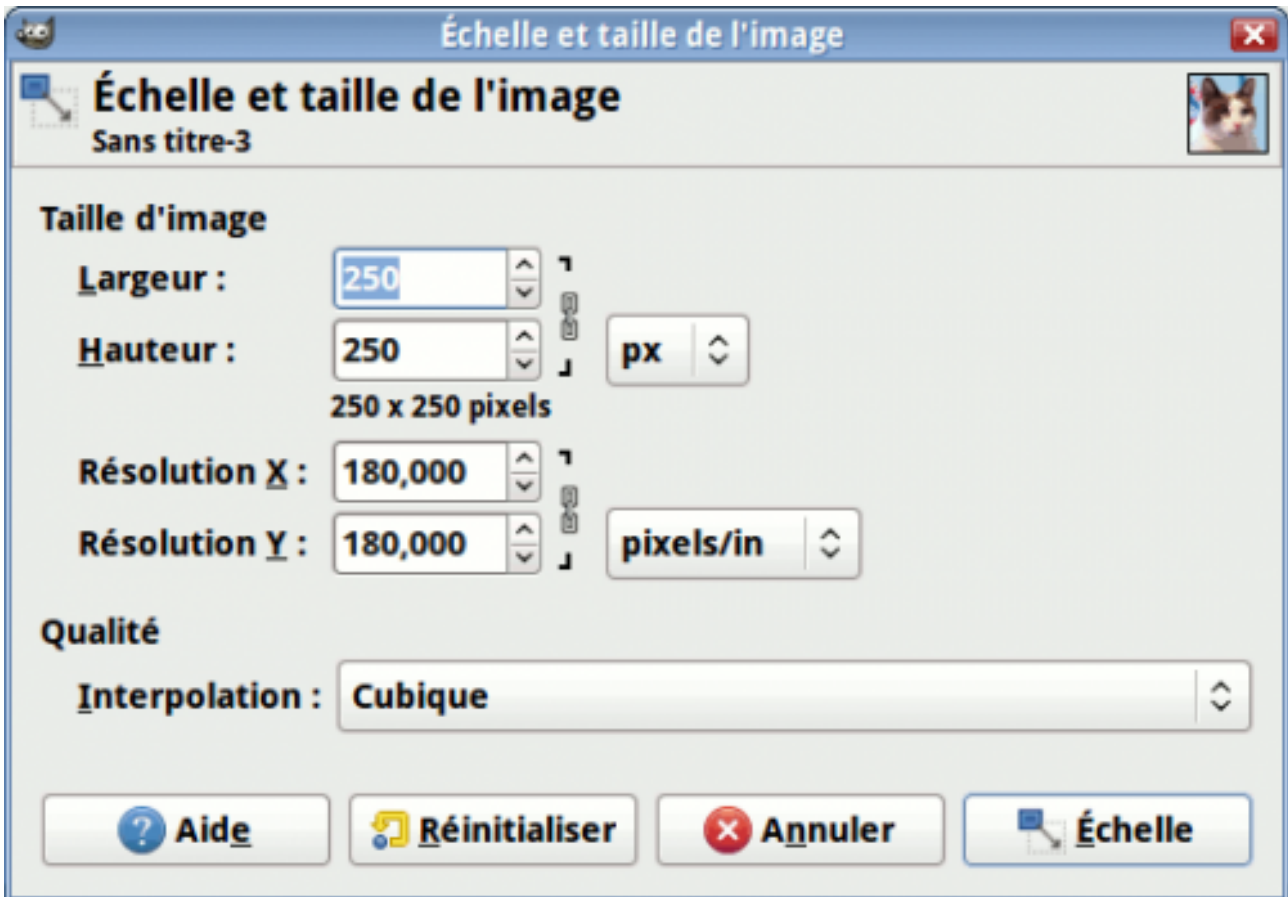 Échelle et taille de l'image
Échelle et taille de l'image
Sans titre-3
Taille d'image
Largeur : 250
Hauteur : 250 px
250 x 250 pixels
Résolution X : 180,000
Résolution Y : 180,000 pixels/in
Qualité
Interpolation : Cubique
Aide Réinitialiser Annuler Échelle